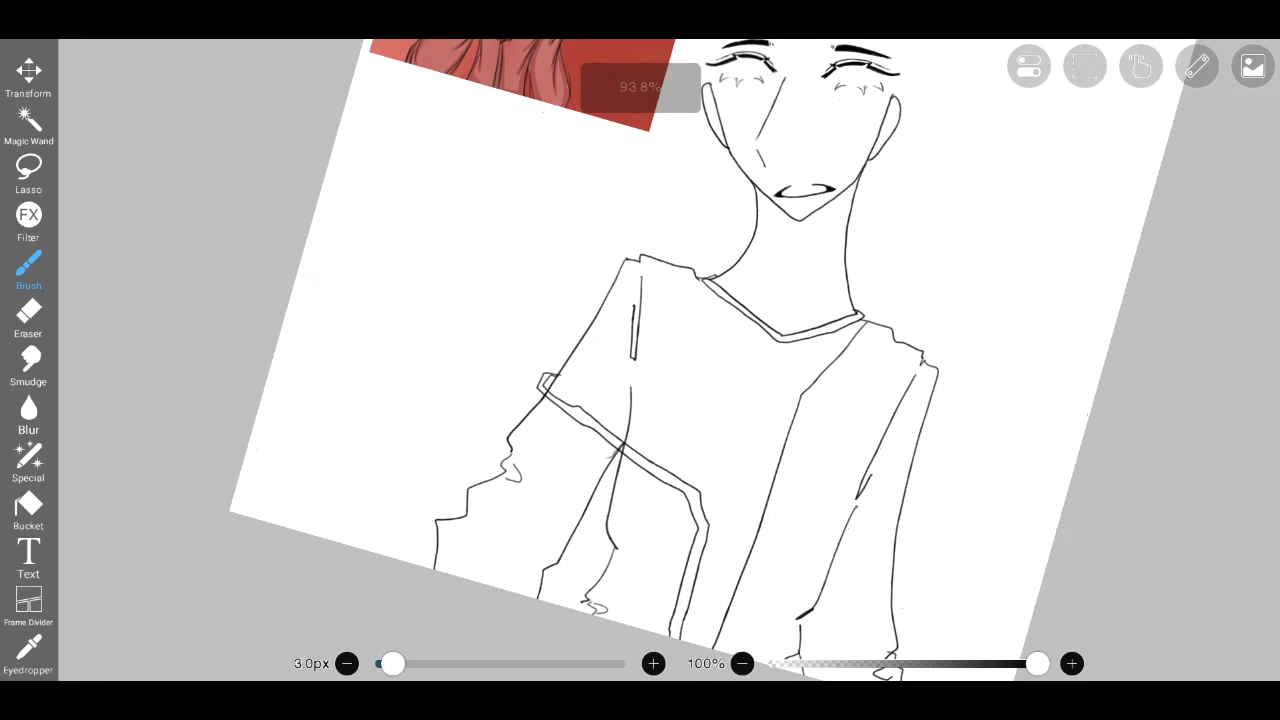 Transform
Magic Wand
Lasso
FX
Filter
Brush
Eraser
Smudge
Blur
Special
Bucket
T
Text
Frame Divider
Eyedropper
93.8%
3.0px
100%